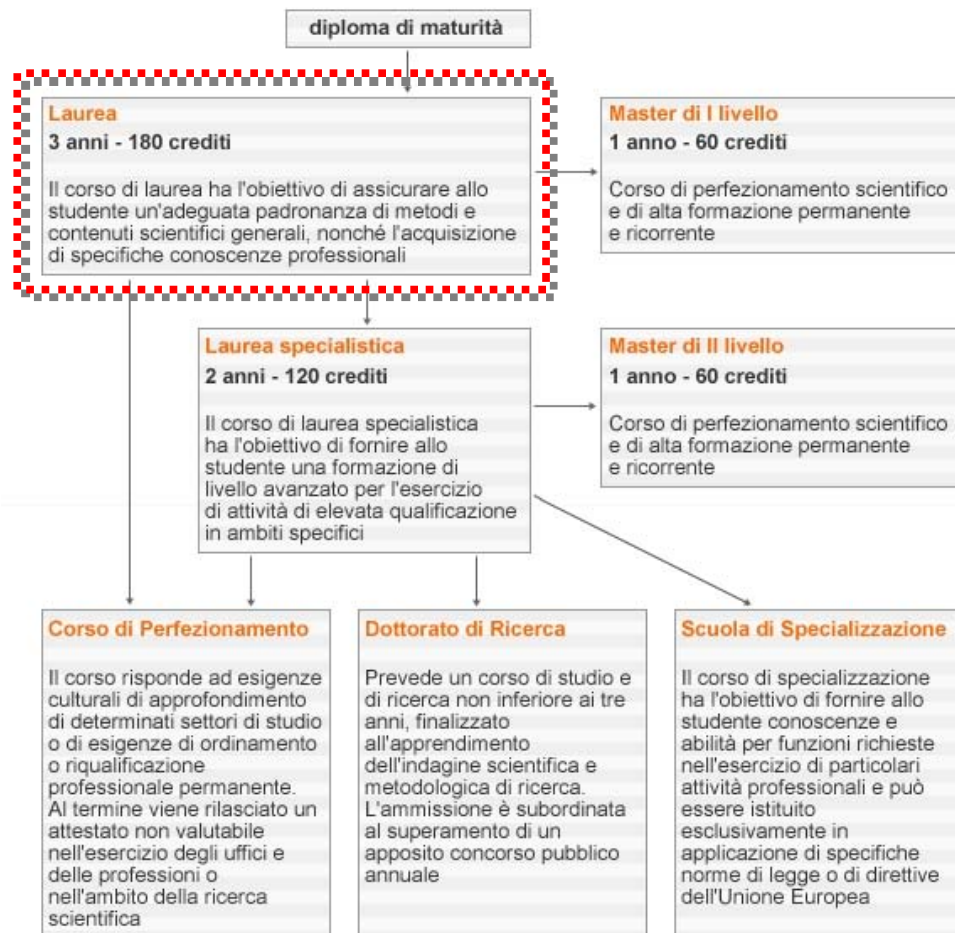 diploma di maturità
Laurea
3 anni - 180 crediti
Il corso di laurea ha l'obiettivo di assicurare allo
studente un'adeguata padronanza di metodi e
contenuti scientifici generali, nonché l'acquisizione
di specifiche conoscenze professionali
Master di I livello
1 anno - 60 crediti
Corso di perfezionamento scientifico
e di alta formazione permanente
e ricorrente
Laurea specialistica
2 anni - 120 crediti
Il corso di laurea specialistica
ha l'obiettivo di fornire allo
studente una formazione di
livello avanzato per l'esercizio
di attività di elevata qualificazione
in ambiti specifici
Master di II livello
1 anno - 60 crediti
Corso di perfezionamento scientifico
e di alta formazione permanente
e ricorrente
Corso di Perfezionamento
Il corso risponde ad esigenze
culturali di approfondimento
di determinati settori di studio
o di esigenze di ordinamento
o riqualificazione
professionale permanente.
Al termine viene rilasciato un
attestato non valutabile
nell'esercizio degli uffici e
delle professioni o
nell'ambito della ricerca
scientifica
Dottorato di Ricerca
Prevede un corso di studio e
di ricerca non inferiore ai tre
anni, finalizzato
all'apprendimento
dell'indagine scientifica e
metodologica di ricerca.
L'ammissione è subordinata
al superamento di un
apposito concorso pubblico
annuale
Scuola di Specializzazione
Il corso di specializzazione
ha l'obiettivo di fornire allo
studente conoscenze e
abilità per funzioni richieste
nell'esercizio di particolari
attività professionali e può
essere istituito
esclusivamente in
applicazione di specifiche
norme di legge o di direttive
dell'Unione Europea